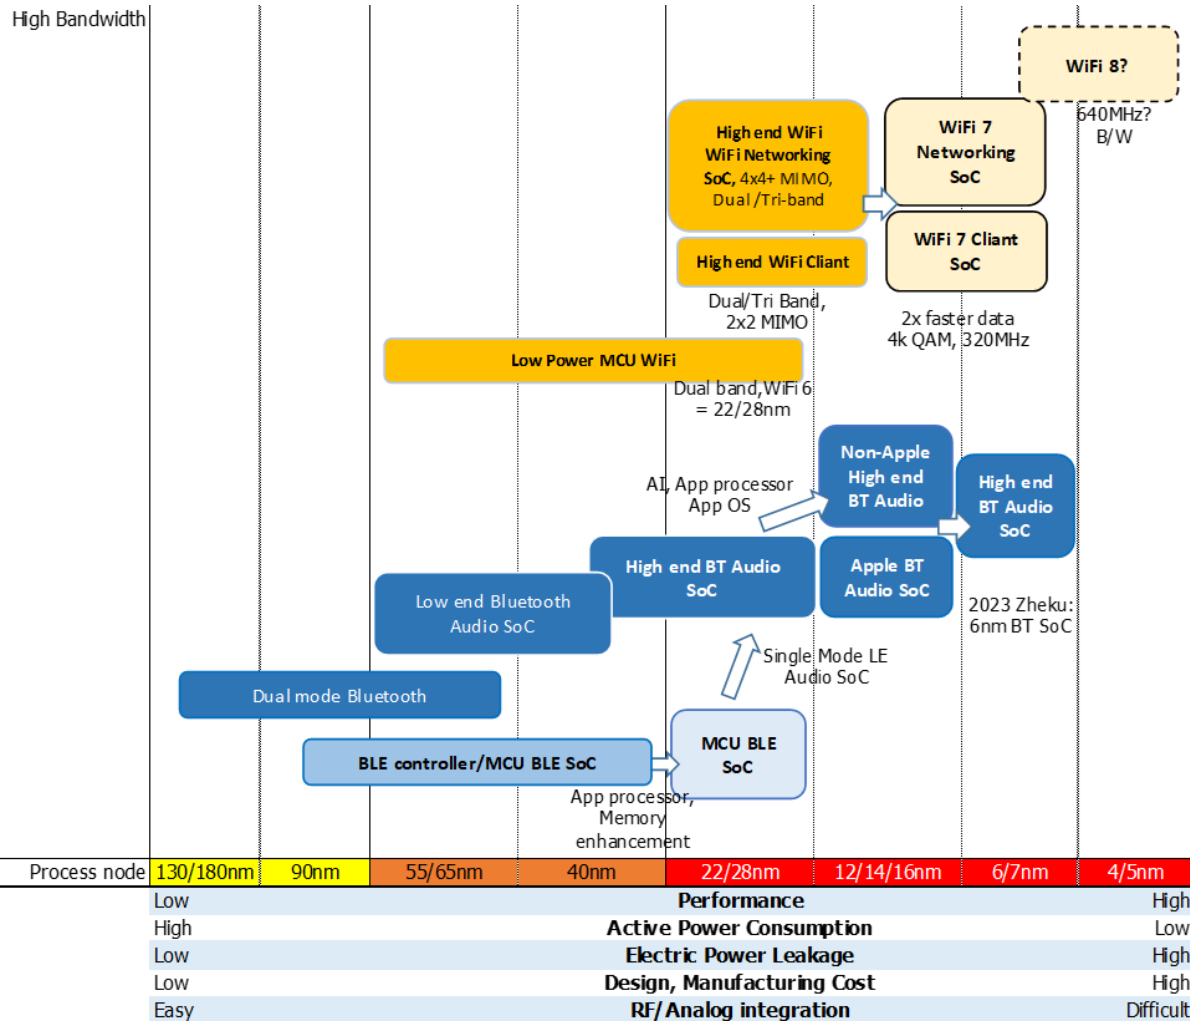 High Bandwidth
WiFi 8?
640MHz?
B/W
High end WiFi
WiFi Networking
SoC, 4x4+ MIMO,
Dual /Tri-band
WiFi 7
Networking
SoC
High end WiFi Cliant
WiFi 7 Cliant
SoC
Dual/Tri Band,
2x2 MIMO
2x faster data
4k QAM, 320MHz
Low Power MCU WiFi
Dual band,WiFi 6
= 22/28nm
AI, App processor
App OS
Non-Apple
High end
BT Audio
High end
BT Audio
SoC
High end BT Audio
SoC
Apple BT
Audio SoC
Low end Bluetooth
Audio SoC
2023 Zheku:
6nm BT SoC
Single Mode LE
Audio SoC
Dual mode Bluetooth
BLE controller/MCU BLE SoC
MCU BLE
SoC
App processor,
Memory
enhancement
Process node 130/180nm 90nm 55/65nm 40nm 22/28nm 12/14/16nm 6/7nm 4/5nm
Low Performance High
High Active Power Consumption Low
Low Electric Power Leakage High
Low Design, Manufacturing Cost High
Easy RF/Analog integration Difficult